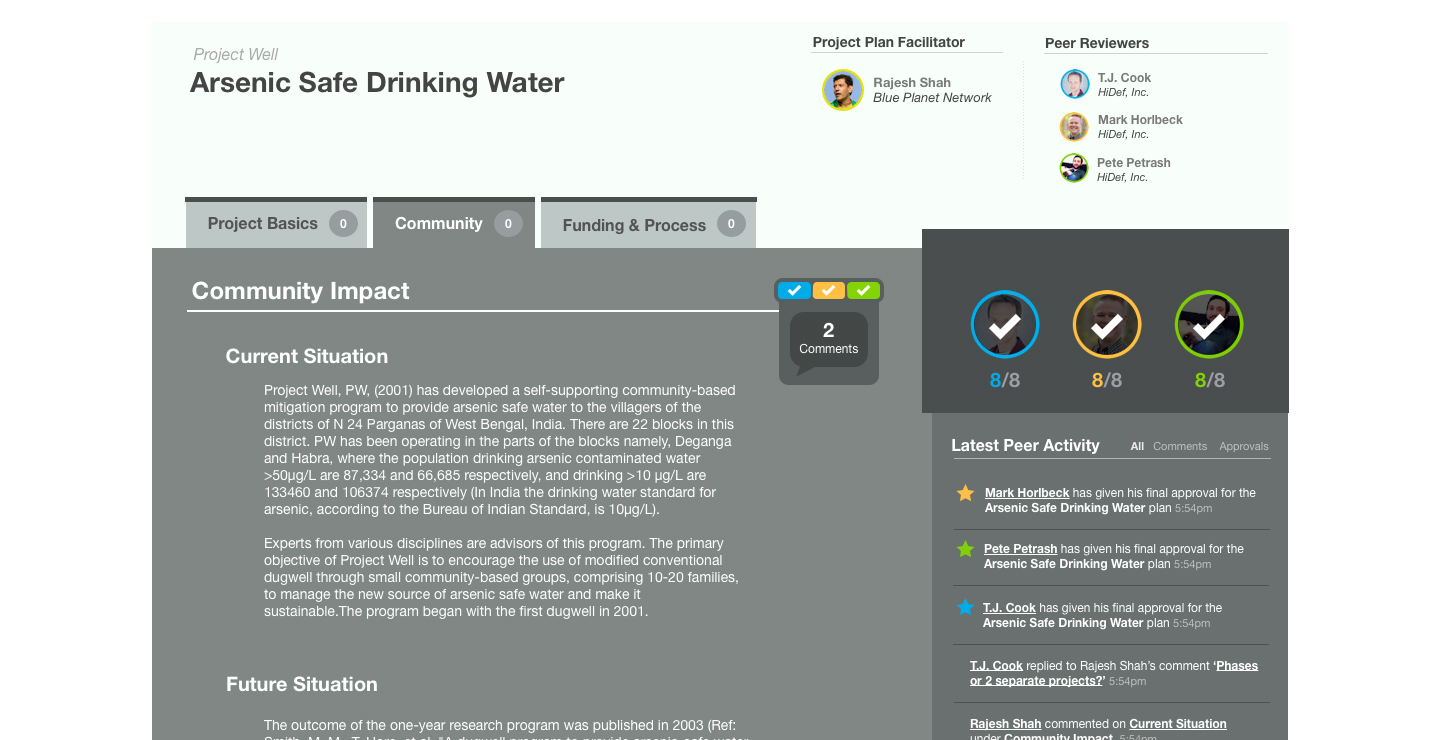 Project Well
Arsenic Safe Drinking Water
Project Plan Facilitator
Rajesh Shah
Blue Planet Network
Peer Reviewers
T.J. Cook
HiDef, Inc.
Mark Horlbeck
HiDef, Inc.
Pete Petrash
HiDef, Inc.
Project Basics 0
Community 0
Funding & Process 0
Community Impact
2
Comments
Current Situation
Project Well, PW, (2001) has developed a self-supporting community-based
mitigation program to provide arsenic safe water to the villagers of the
districts of N 24 Parganas of West Bengal, India. There are 22 blocks in this
district. PW has been operating in the parts of the blocks namely, Deganga
and Habra, where the population drinking arsenic contaminated water
>50µg/L are 87,334 and 66,685 respectively, and drinking >10 µg/L are
133460 and 106374 respectively (In India the drinking water standard for
arsenic, according to the Bureau of Indian Standard, is 10µg/L).
Experts from various disciplines are advisors of this program. The primary
objective of Project Well is to encourage the use of modified conventional
dugwell through small community-based groups, comprising 10-20 families,
to manage the new source of arsenic safe water and make it
sustainable.The program began with the first dugwell in 2001.
Future Situation
The outcome of the one-year research program was published in 2003 (Ref:
8/8
8/8
8/8
Latest Peer Activity
All Comments Approvals
Mark Horlbeck has given his final approval for the
Arsenic Safe Drinking Water plan 5:54pm
Pete Petrash has given his final approval for the
Arsenic Safe Drinking Water plan 5:54pm
T.J. Cook has given his final approval for the
Arsenic Safe Drinking Water plan 5:54pm
T.J. Cook replied to Rajesh Shah’s comment ‘Phases
or 2 separate projects?’ 5:54pm
Rajesh Shah commented on Current Situation
under Community Impact 5:54pm